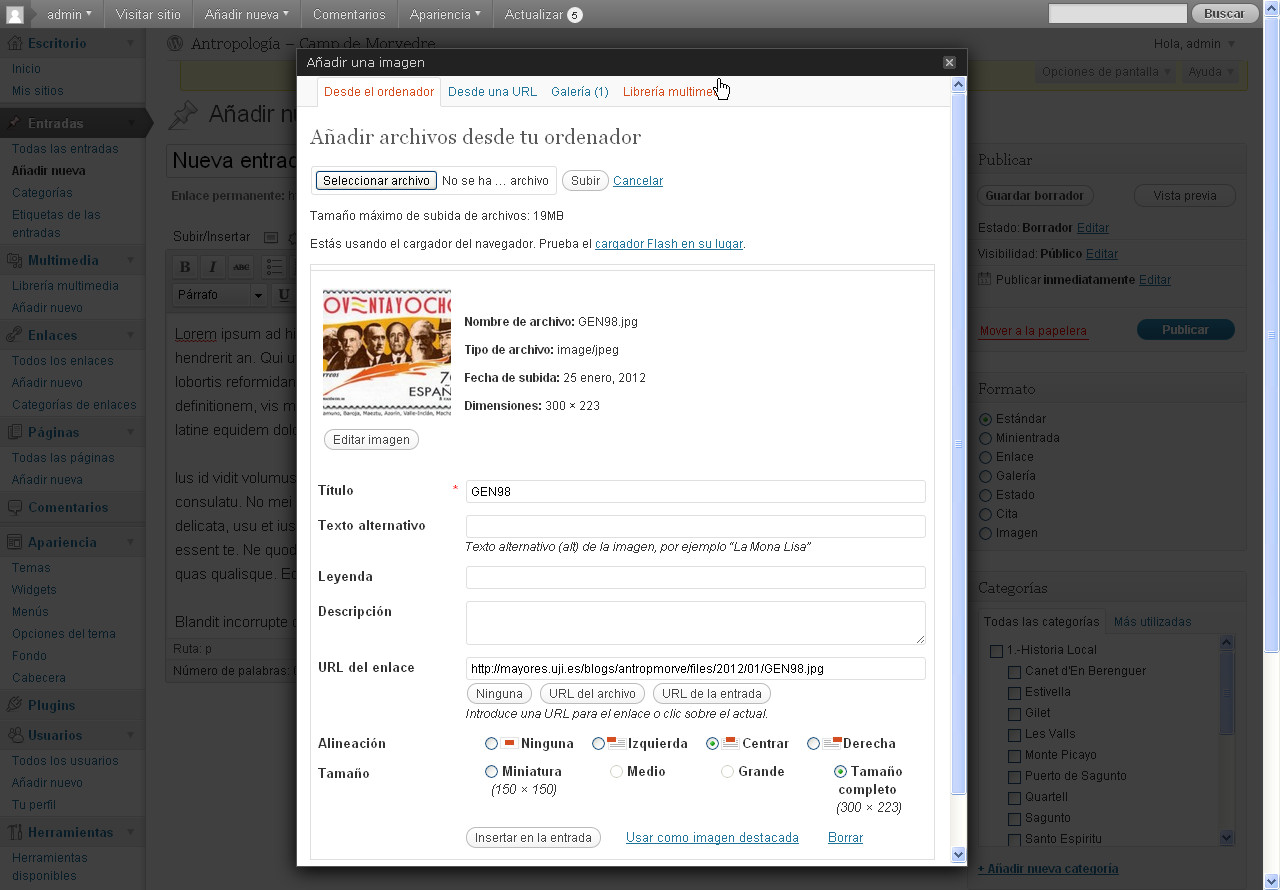 admin
Visitar sitio
Añadir nueva
Comentarios
Apariencia
Actualizar 5
Buscar
Escritorio
Inicio
Mis sitios
Entradas
Todas las entradas
Añadir nueva
Categorías
Etiquetas de las
entradas
Multimedia
Librería multimedia
Añadir nuevo
Enlaces
Todos los enlaces
Añadir nuevo
Categorías de enlaces
Páginas
Todas las páginas
Añadir nueva
Comentarios
Apariencia
Temas
Widgets
Menús
Opciones del tema
Fondo
Cabecera
Plugins
Usuarios
Todos los usuarios
Añadir nuevo
Tu perfil
Herramientas
Herramientas
disponibles
Antropología – Camp de Morvedre
Hola, admin
Opciones de pantalla
Ayuda
Añadir
Nueva
Enlace permanente:
Subir/Insertar
B I ABC
Párrafo
U
Lorem ipsum ad
hendrerit an. Qui
lobortis reformidan
definitionem, vis
latine equidem
Ius id vidit volumus
consulatu. No mei
delicata, usu et ius
essent te. Ne quod
quas qualisque.
Blandit incorrupte
Ruta: p
Número de palabras:
Añadir una imagen
Desde el ordenador
Desde una URL
Galería (1)
Librería
Añadir archivos desde tu ordenador
Seleccionar archivo No se ha ... archivo
Subir
Cancelar
Tamaño máximo de subida de archivos: 19MB
Estás usando el cargador del navegador. Prueba el cargador Flash en su lugar.
OVENTAYOCHO
ESPAÑ
Nombre de archivo: GEN98.jpg
Tipo de archivo: image/jpeg
Fecha de subida: 25 enero, 2012
Dimensiones: 300 × 223
Editar imagen
Título * GEN98
Texto alternativo
Texto alternativo (alt) de la imagen, por ejemplo “La Mona Lisa”
Leyenda
Descripción
URL del enlace http://mayores.uji.es/blogs/antropmorve/files/2012/01/GEN98.jpg
Ninguna
URL del archivo
URL de la entrada
Introduce una URL para el enlace o clic sobre el actual.
Alineación Ninguna Izquierda Centrar Derecha
Tamaño Miniatura Medio Grande Tamaño
(150 × 150) completo
(300 × 223)
Insertar en la entrada
Usar como imagen destacada
Borrar
Publicar
Guardar borrador
Vista previa
Estado: Borrador Editar
Visibilidad: Público Editar
Publicar inmediatamente Editar
Mover a la papelera
Publicar
Formato
Estándar
Minientrada
Enlace
Galería
Estado
Cita
Imagen
Categorías
Todas las categorías
Más utilizadas
1.-Historia Local
Canet d'En Berenguer
Estivella
Gilet
Les Valls
Monte Picayo
Puerto de Sagunto
Quartell
Sagunto
Santo Espíritu
+ Añadir nueva categoría